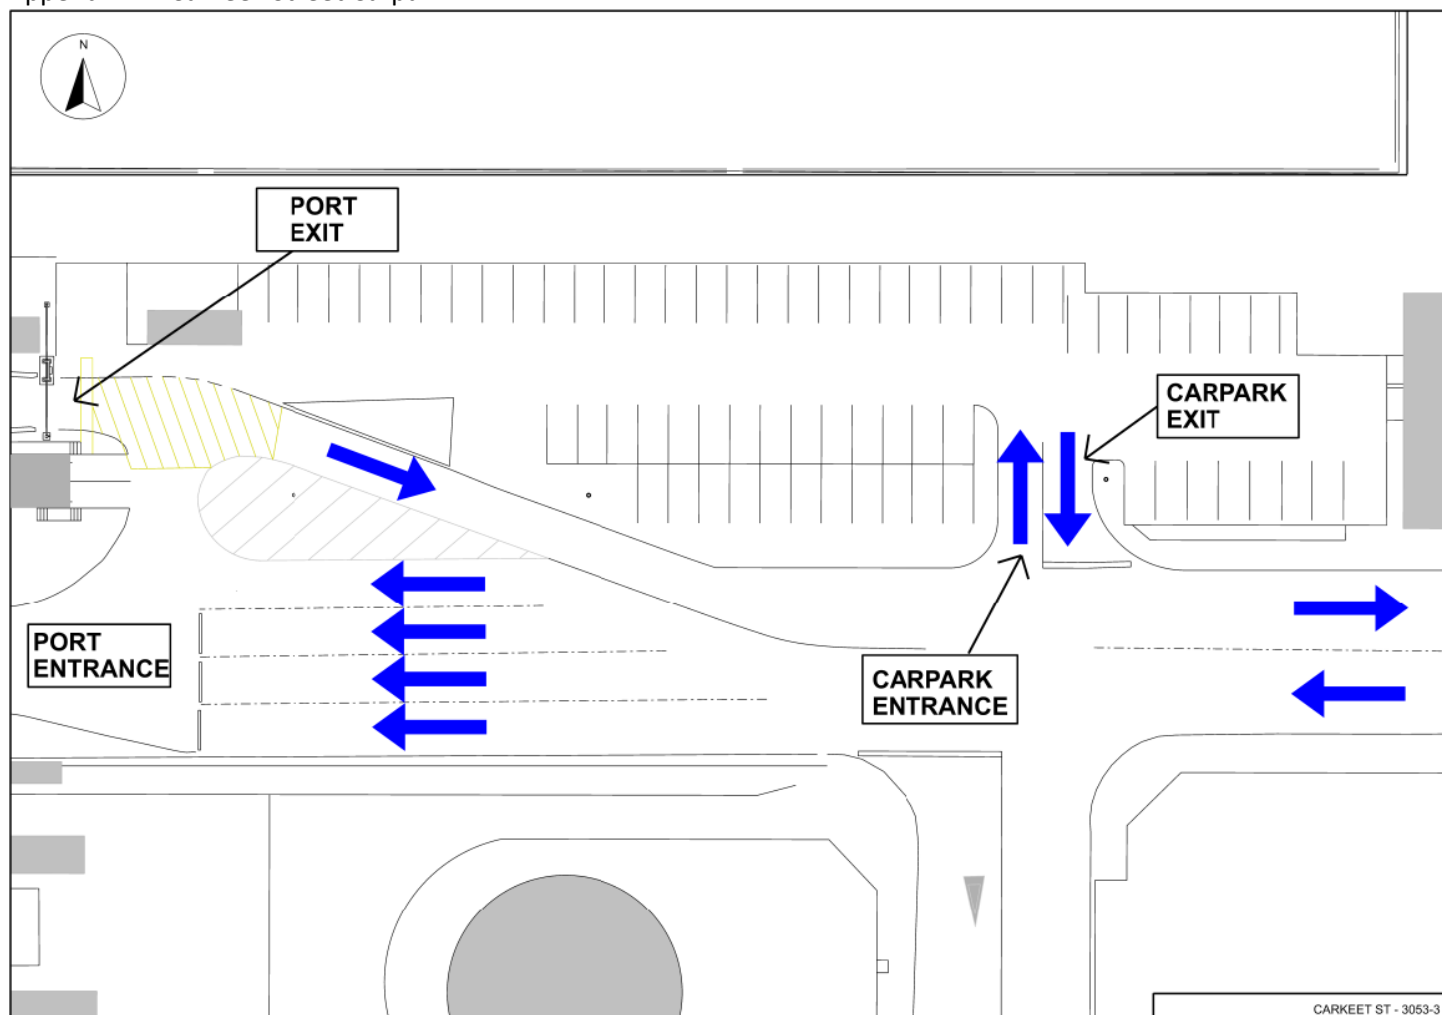 N
PORT
EXIT
CARPARK
EXIT
PORT
ENTRANCE
CARPARK
ENTRANCE
CARKEET ST - 3053-3